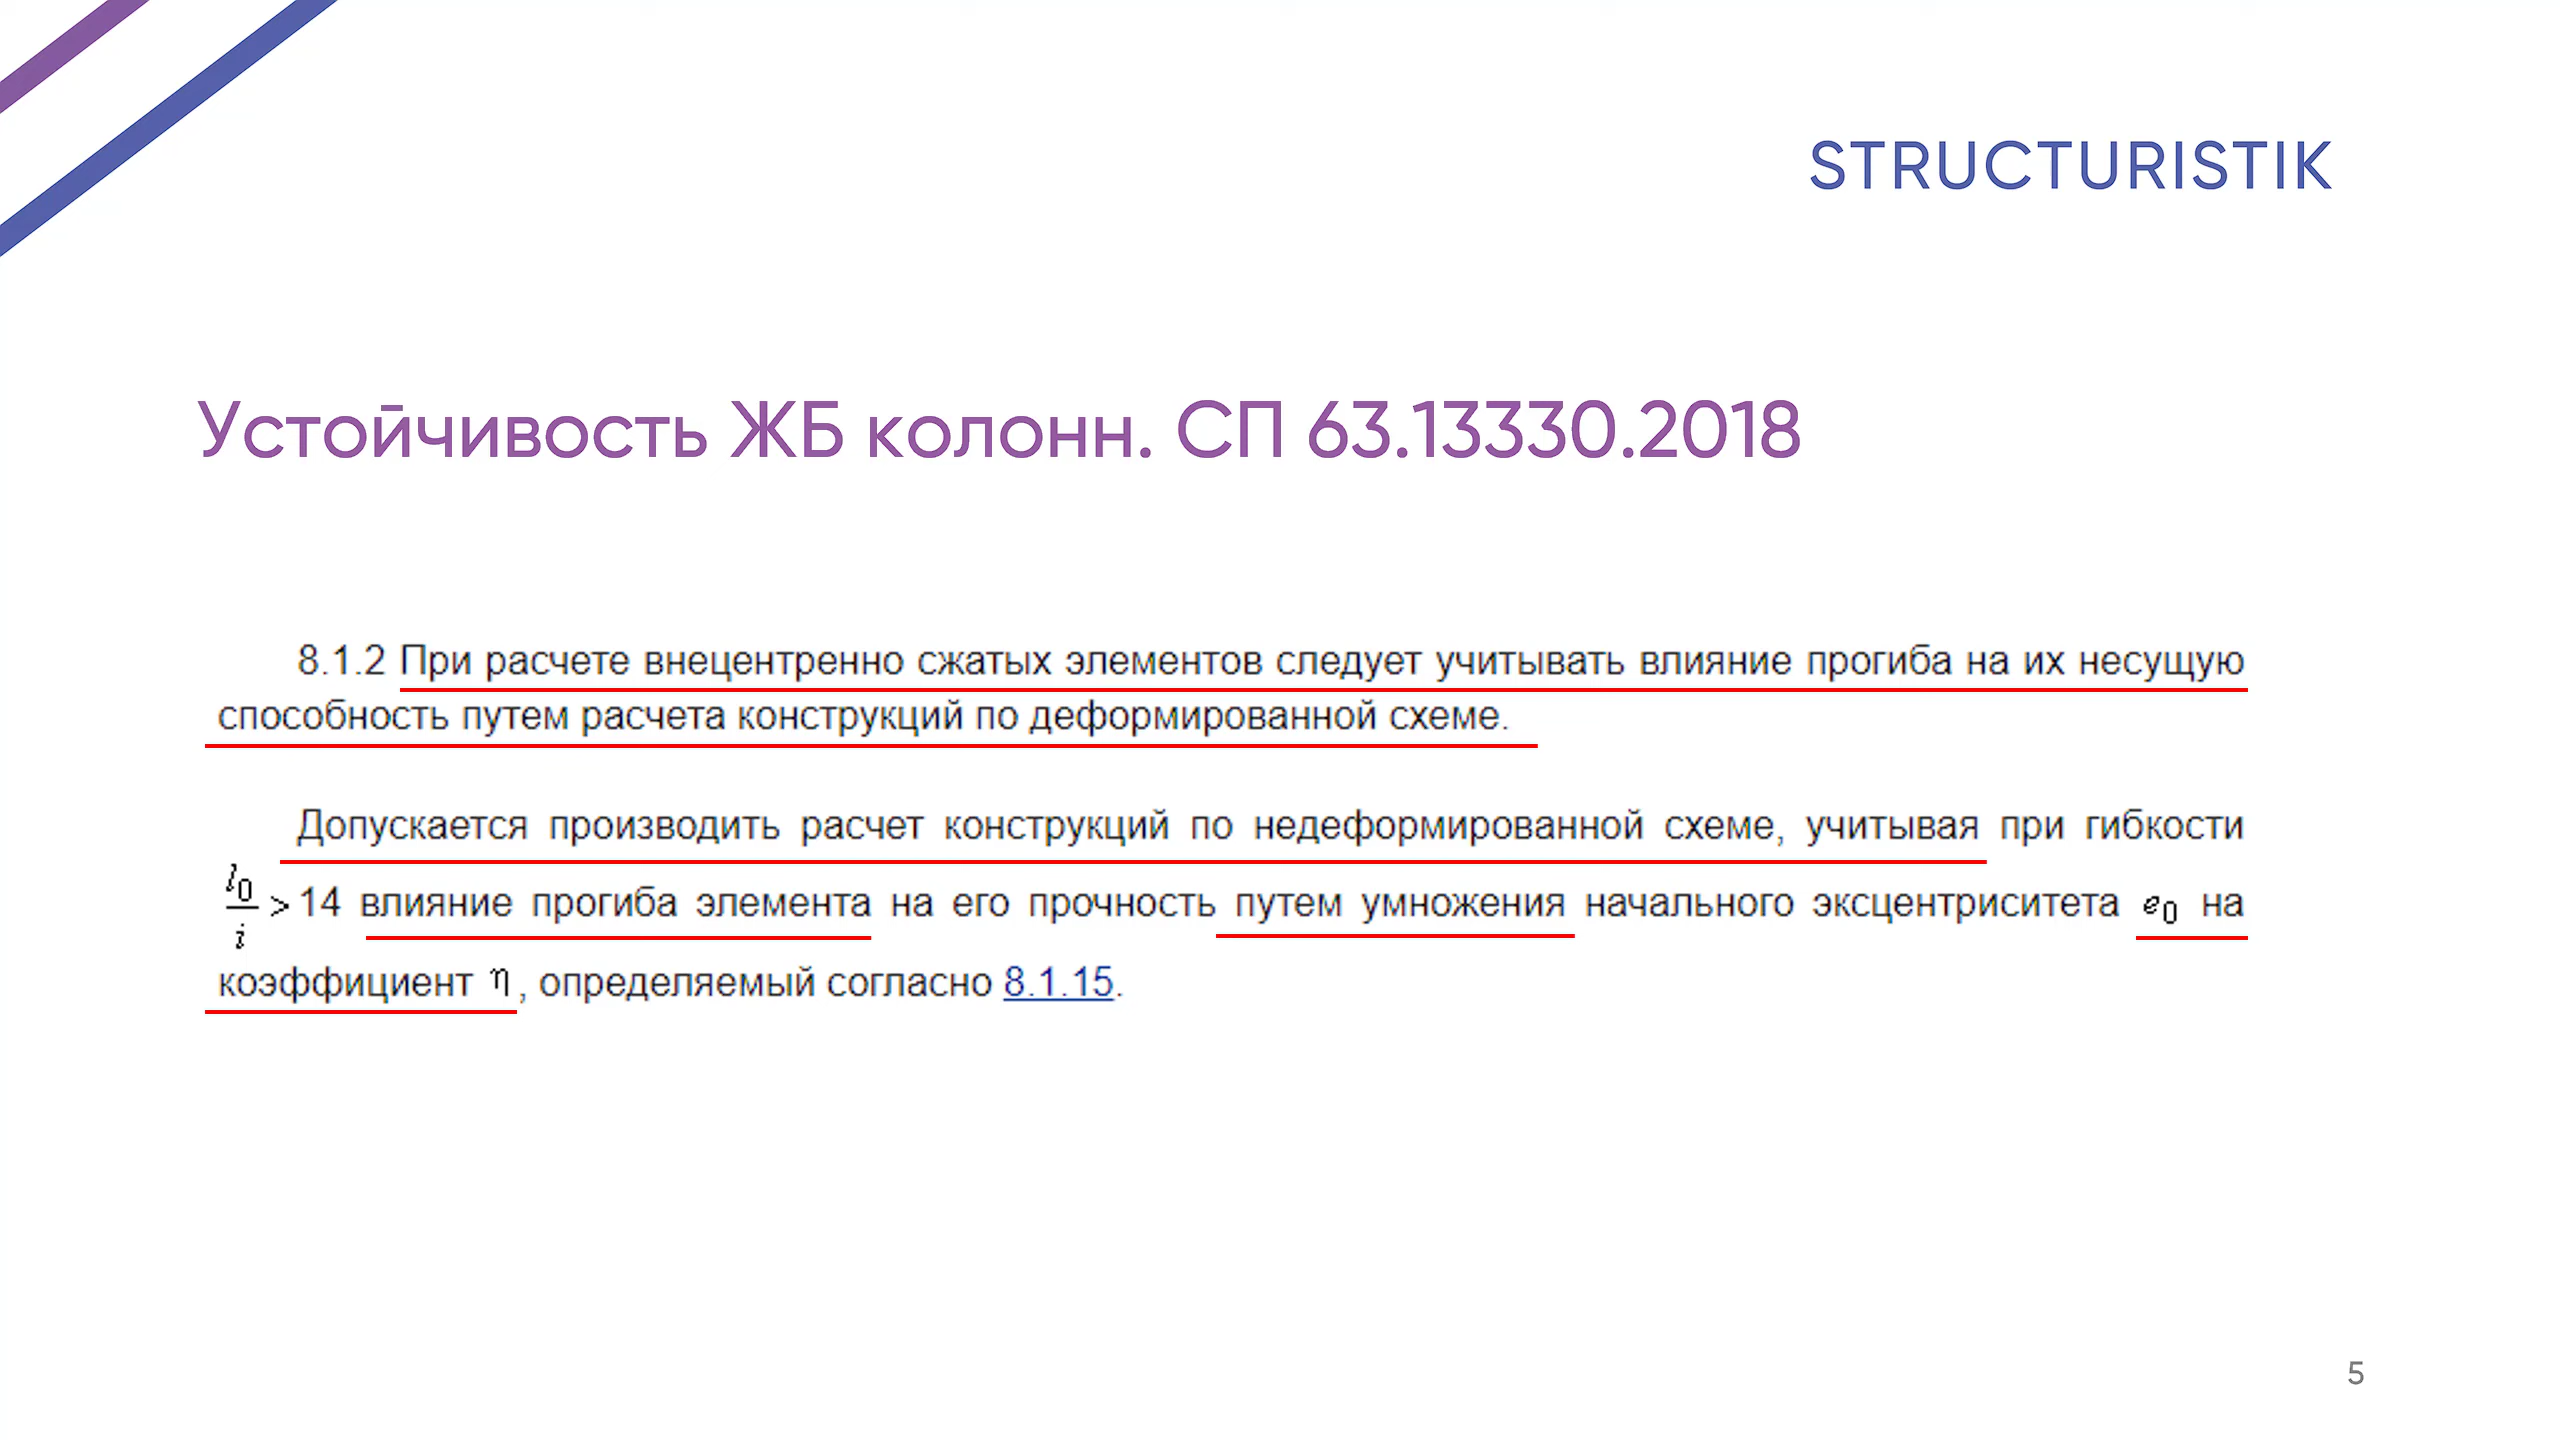 STRUCTURISTIK
Устойчивость ЖБ колонн. СП 63.13330.2018
8.1.2 При расчете внецентренно сжатых элементов следует учитывать влияние прогиба на их несущую
способность путем расчета конструкций по деформированной схеме.
Допускается производить расчет конструкций по недеформированной схеме, учитывая при гибкости
l₀/i > 14 влияние прогиба элемента на его прочность путем умножения начального эксцентриситета e₀ на
коэффициент η, определяемый согласно 8.1.15.
5